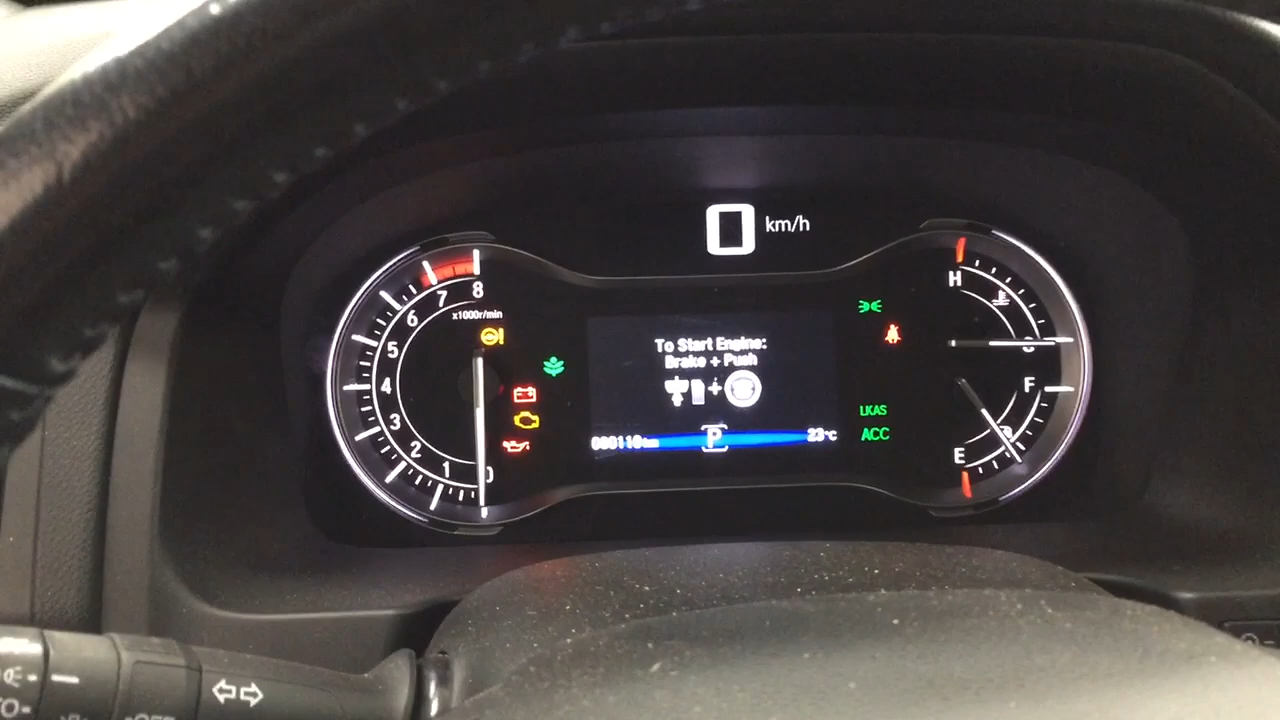 0 km/h
H
8
7
6
x1000r/min
5
4
3
2
1
0
To Start Engine:
Brake + Push
P
23°C
LKAS
ACC
F
E